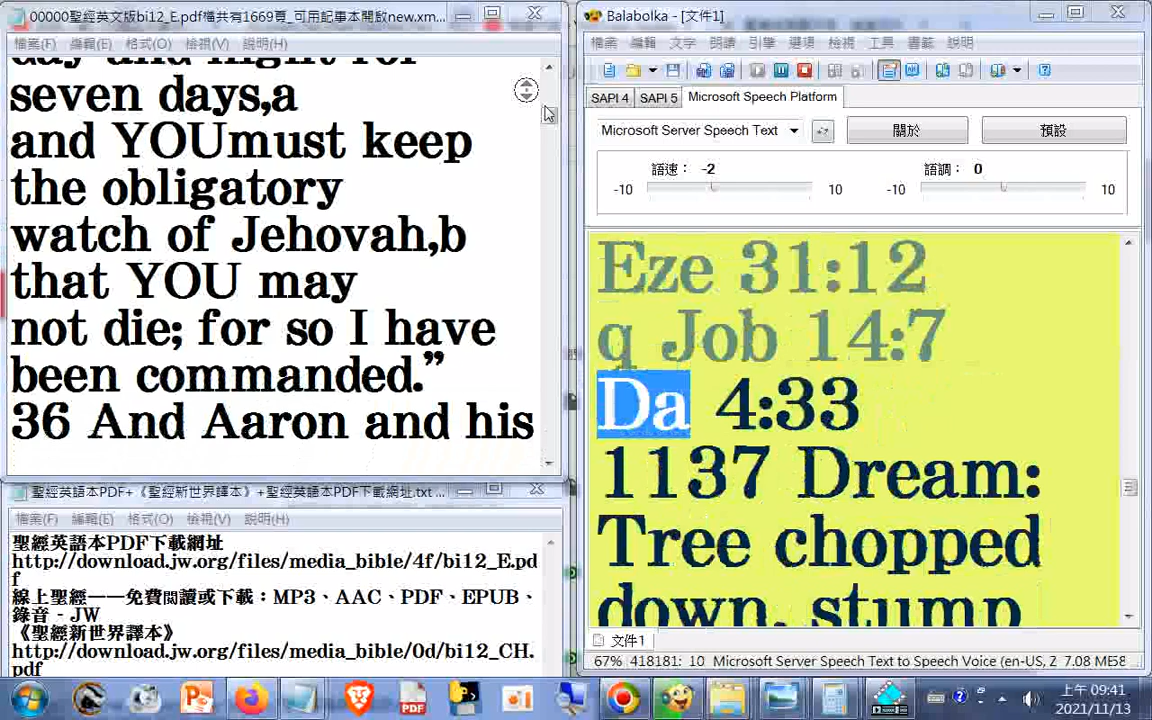 00000聖經英文版bi12_E.pdf檔共有1669頁_可用記事本開啟new.xm...
檔案(F) 編輯(E) 格式(O) 檢視(V) 說明(H)
day and night for
seven days,a
and YOUmust keep
the obligatory
watch of Jehovah,b
that YOU may
not die; for so I have
been commanded.”
36 And Aaron and his
聖經英語本PDF+《聖經新世界譯本》+聖經英語本PDF下載網址.txt ...
檔案(F) 編輯(E) 格式(O) 檢視(V) 說明(H)
聖經英語本PDF下載網址
http://download.jw.org/files/media_bible/4f/bi12_E.pd
f
線上聖經——免費閱讀或下載：MP3、AAC、PDF、EPUB、
錄音 - JW
《聖經新世界譯本》
http://download.jw.org/files/media_bible/0d/bi12_CH.
pdf
Balabolka - [文件1]
檔案 編輯 文字 朗讀 引擎 選項 檢視 工具 書籤 說明
SAPI 4 SAPI 5 Microsoft Speech Platform
Microsoft Server Speech Text 關於 預設
語速： -2 語調： 0
-10 10 -10 10
Eze 31:12
q Job 14:7
Da 4:33
1137 Dream:
Tree chopped
down, stump
文件1
67% 418181: 10 Microsoft Server Speech Text to Speech Voice (en-US, 2 7.08 MB
上午 09:41
2021/11/13